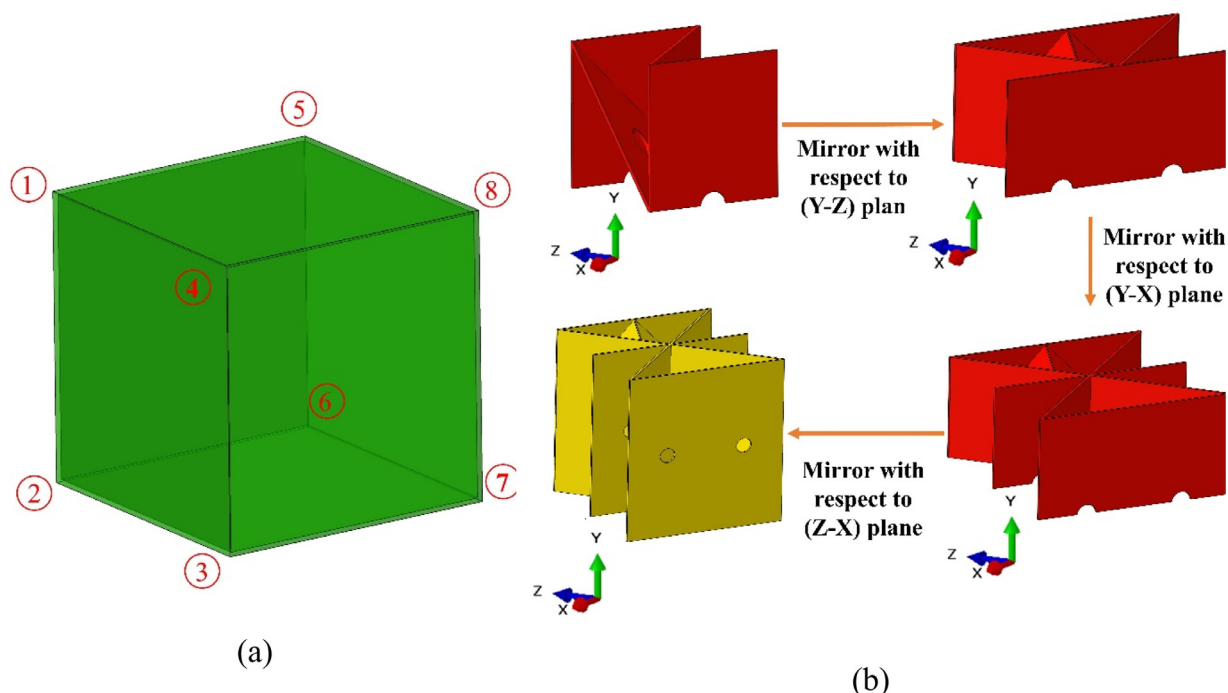 5
1
8
4
6
2
7
3
(a)
Mirror with
respect to
(Y-Z) plan
Y
Z
X
Y
Z
X
Mirror with
respect to
(Y-X) plane
Mirror with
respect to
(Z-X) plane
Y
Z
X
Y
Z
X
(b)